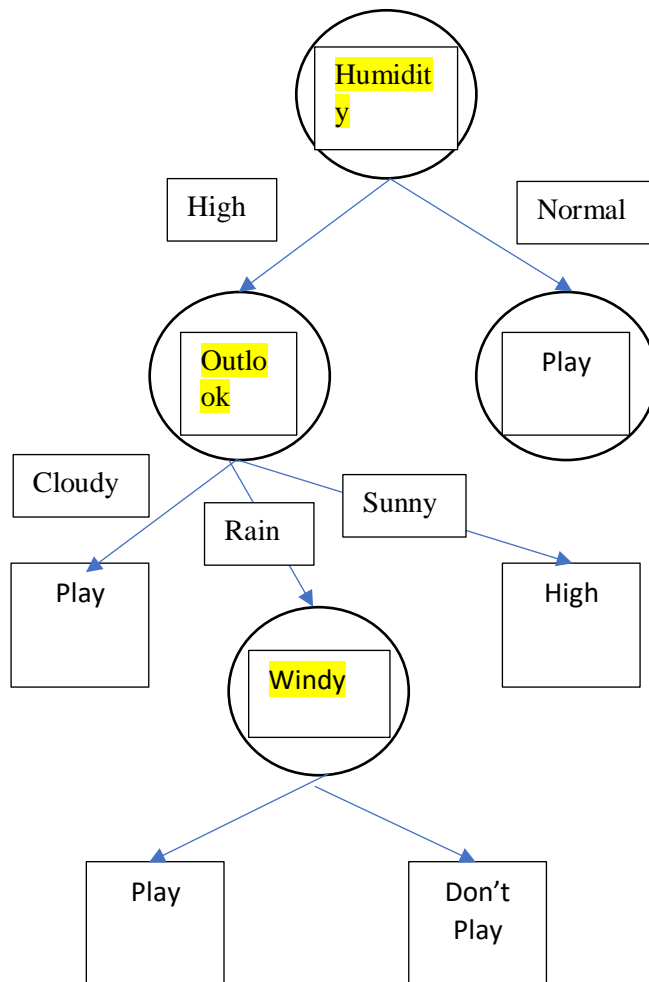 Humidit
y
High
Normal
Outlo
ok
Play
Cloudy
Rain
Sunny
Play
High
Windy
Play
Don’t
Play